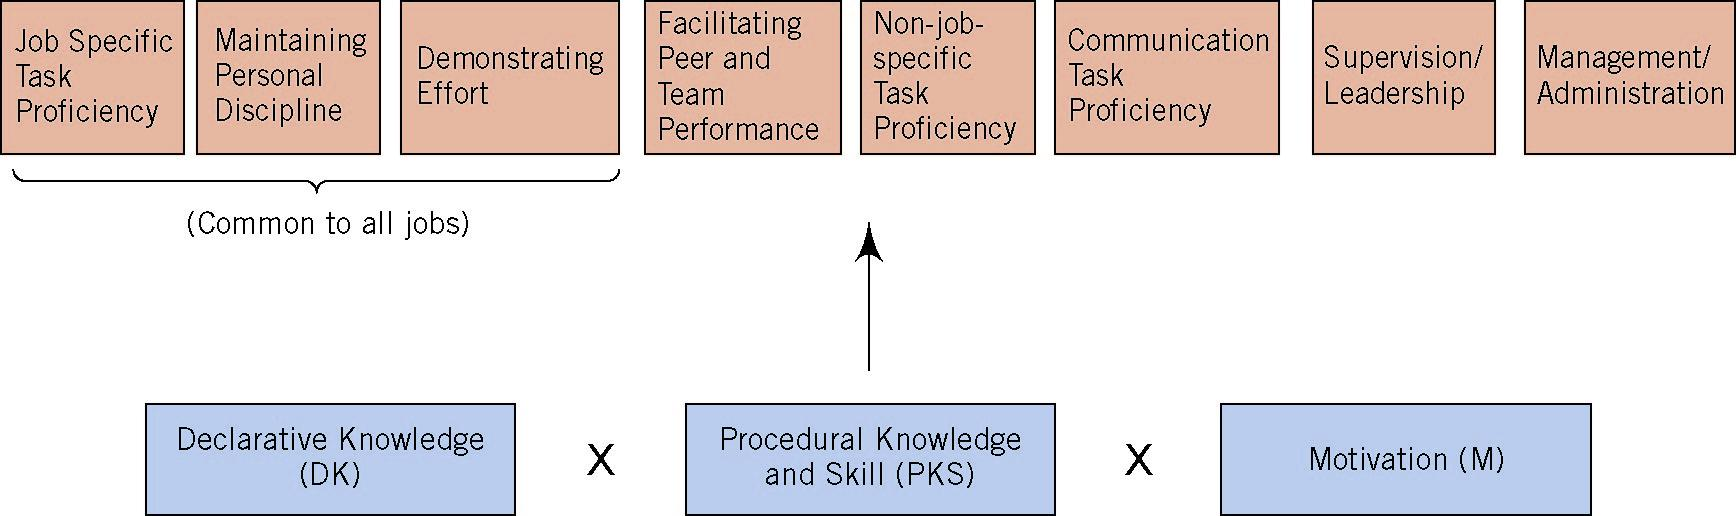 Job Specific
Task
Proficiency
Maintaining
Personal
Discipline
Demonstrating
Effort
Facilitating
Peer and
Team
Performance
Non-job-
specific
Task
Proficiency
Communication
Task
Proficiency
Supervision/
Leadership
Management/
Administration
(Common to all jobs)
Declarative Knowledge
(DK)
X
Procedural Knowledge
and Skill (PKS)
X
Motivation (M)